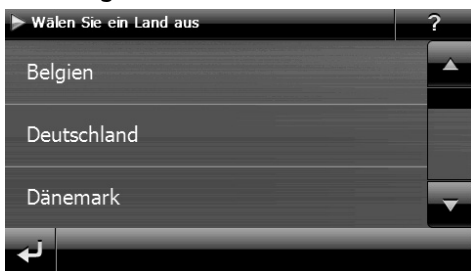 Wälen Sie ein Land aus ?
Belgien
Deutschland
Dänemark